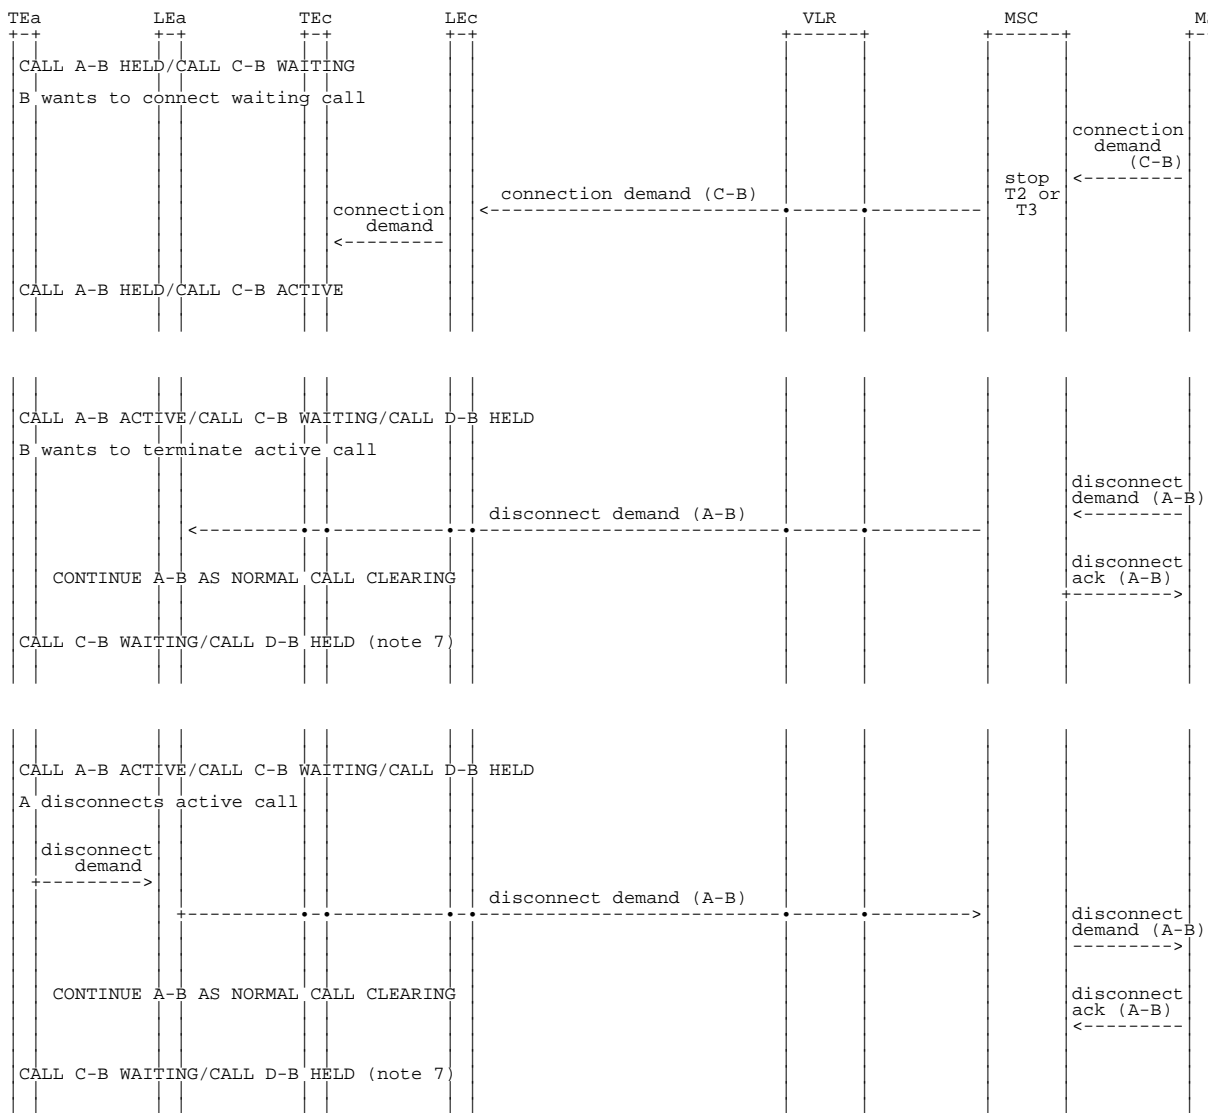 TEa LEa TEc LEc VLR MSC M
CALL A-B HELD/CALL C-B WAITING
B wants to connect waiting call
connection
demand
(C-B)
stop
T2 or
T3
connection demand (C-B)
connection
demand
CALL A-B HELD/CALL C-B ACTIVE
CALL A-B ACTIVE/CALL C-B WAITING/CALL D-B HELD
B wants to terminate active call
disconnect
demand (A-B)
disconnect demand (A-B)
disconnect
ack (A-B)
CONTINUE A-B AS NORMAL CALL CLEARING
CALL C-B WAITING/CALL D-B HELD (note 7)
CALL A-B ACTIVE/CALL C-B WAITING/CALL D-B HELD
A disconnects active call
disconnect
demand
disconnect demand (A-B)
disconnect
demand (A-B)
CONTINUE A-B AS NORMAL CALL CLEARING
disconnect
ack (A-B)
CALL C-B WAITING/CALL D-B HELD (note 7)